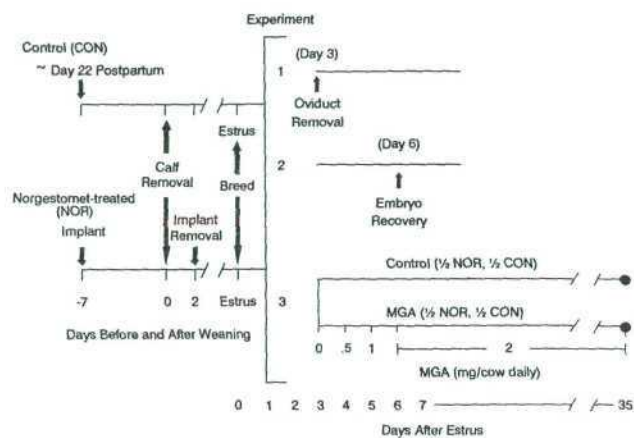 Experiment
Control (CON)
~ Day 22 Postpartum
Estrus
Calf
Removal
Breed
Norgestomet-treated
(NOR)
Implant
Implant
Removal
-7 0 2 Estrus
Days Before and After Weaning
1
(Day 3)
Oviduct
Removal
2
(Day 6)
Embryo
Recovery
3
Control (½ NOR, ½ CON)
MGA (½ NOR, ½ CON)
0 .5 1 2
MGA (mg/cow daily)
0 1 2 3 4 5 6 7 35
Days After Estrus